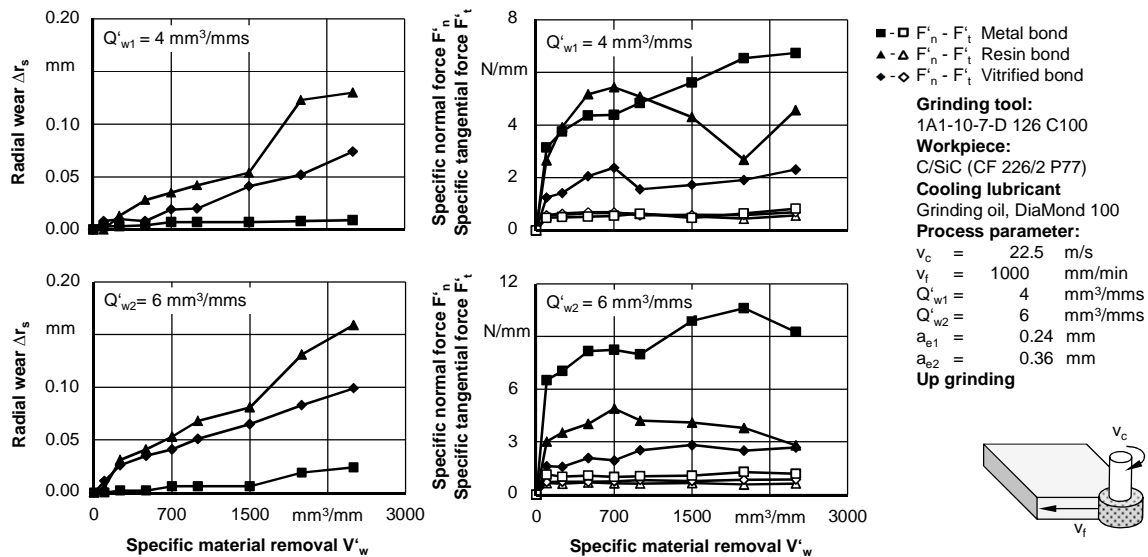 Radial wear Δrₛ
0.20
mm
0.10
0.05
0.00
Q‘w1 = 4 mm³/mms
Specific normal force F‘n
Specific tangential force F‘t
8
N/mm
4
2
0
Q‘w1 = 4 mm³/mms
F‘n - F‘t Metal bond
F‘n - F‘t Resin bond
F‘n - F‘t Vitrified bond
Grinding tool:
1A1-10-7-D 126 C100
Workpiece:
C/SiC (CF 226/2 P77)
Cooling lubricant
Grinding oil, DiaMond 100
Process parameter:
vc = 22.5 m/s
vf = 1000 mm/min
Q‘w1 = 4 mm³/mms
Q‘w2 = 6 mm³/mms
ae1 = 0.24 mm
ae2 = 0.36 mm
Up grinding
Radial wear Δrₛ
0.20
mm
0.10
0.05
0.00
Q‘w2= 6 mm³/mms
0 700 1500 mm³/mm 3000
Specific material removal V‘w
Specific normal force F‘n
Specific tangential force F‘t
12
N/mm
6
3
0
Q‘w2 = 6 mm³/mms
0 700 1500 mm³/mm 3000
Specific material removal V‘w
vc
vf